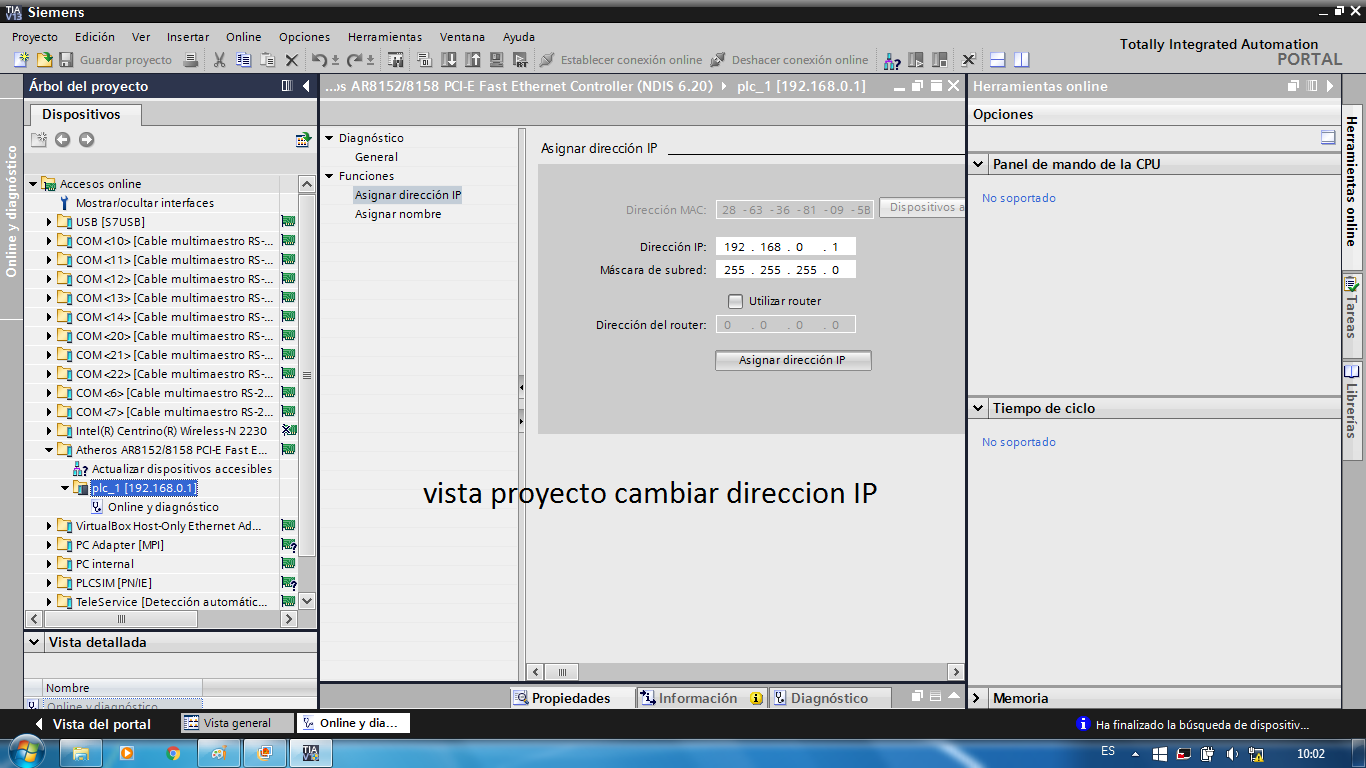 TIA V13 Siemens
Proyecto Edición Ver Insertar Online Opciones Herramientas Ventana Ayuda
Totally Integrated Automation
PORTAL
Guardar proyecto Establecer conexión online Deshacer conexión online
Árbol del proyecto
Dispositivos
Online y diagnóstico
Accesos online
Mostrar/ocultar interfaces
USB [S7USB]
COM <10> [Cable multimaestro RS-...
COM <11> [Cable multimaestro RS-...
COM <12> [Cable multimaestro RS-...
COM <13> [Cable multimaestro RS-...
COM <14> [Cable multimaestro RS-...
COM <20> [Cable multimaestro RS-...
COM <21> [Cable multimaestro RS-...
COM <22> [Cable multimaestro RS-...
COM <6> [Cable multimaestro RS-2...
COM <7> [Cable multimaestro RS-2...
Intel(R) Centrino(R) Wireless-N 2230
Atheros AR8152/8158 PCI-E Fast E...
Actualizar dispositivos accesibles
plc_1 [192.168.0.1]
Online y diagnóstico
VirtualBox Host-Only Ethernet Ad...
PC Adapter [MPI]
PC internal
PLCSIM [PN/IE]
TeleService [Detección automátic...
Vista detallada
Nombre
Online y diagnóstico
...os AR8152/8158 PCI-E Fast Ethernet Controller (NDIS 6.20) plc_1 [192.168.0.1]
Diagnóstico
General
Funciones
Asignar dirección IP
Asignar nombre
Asignar dirección IP
Dirección MAC: 28 -63 -36 -81 -09 -5B Dispositivos a
Dirección IP: 192 . 168 . 0 . 1
Máscara de subred: 255 . 255 . 255 . 0
Utilizar router
Dirección del router: 0 . 0 . 0 . 0
Asignar dirección IP
vista proyecto cambiar direccion IP
Propiedades Información Diagnóstico
Herramientas online
Opciones
Panel de mando de la CPU
No soportado
Tiempo de ciclo
No soportado
Memoria
Herramientas online
Tareas
Librerías
Vista del portal Vista general Online y dia... Ha finalizado la búsqueda de dispositiv...
TIA V13 ES 10:02